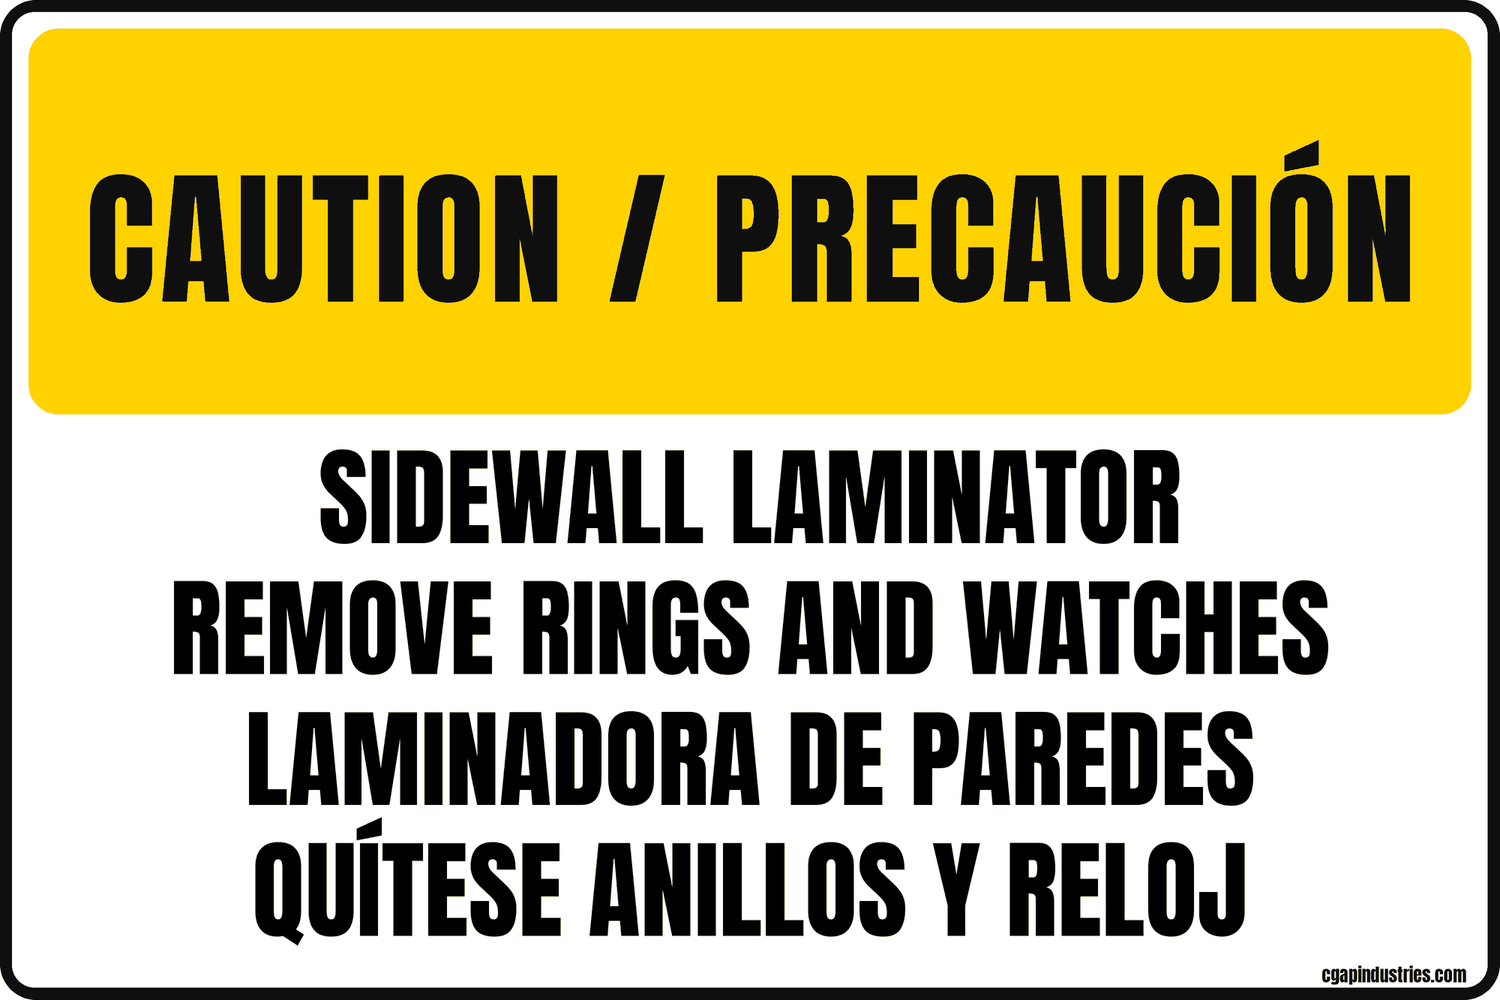 CAUTION / PRECAUCIÓN
SIDEWALL LAMINATOR
REMOVE RINGS AND WATCHES
LAMINADORA DE PAREDES
QUÍTESE ANILLOS Y RELOJ
cgapindustries.com